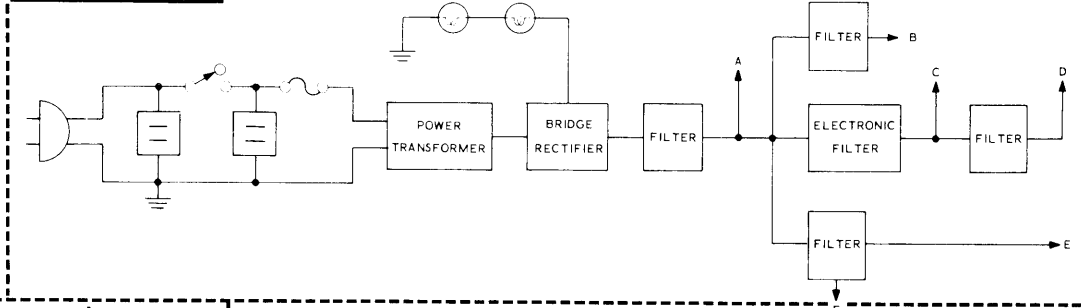 FILTER
B
A
C
D
POWER
TRANSFORMER
BRIDGE
RECTIFIER
FILTER
ELECTRONIC
FILTER
FILTER
FILTER
E